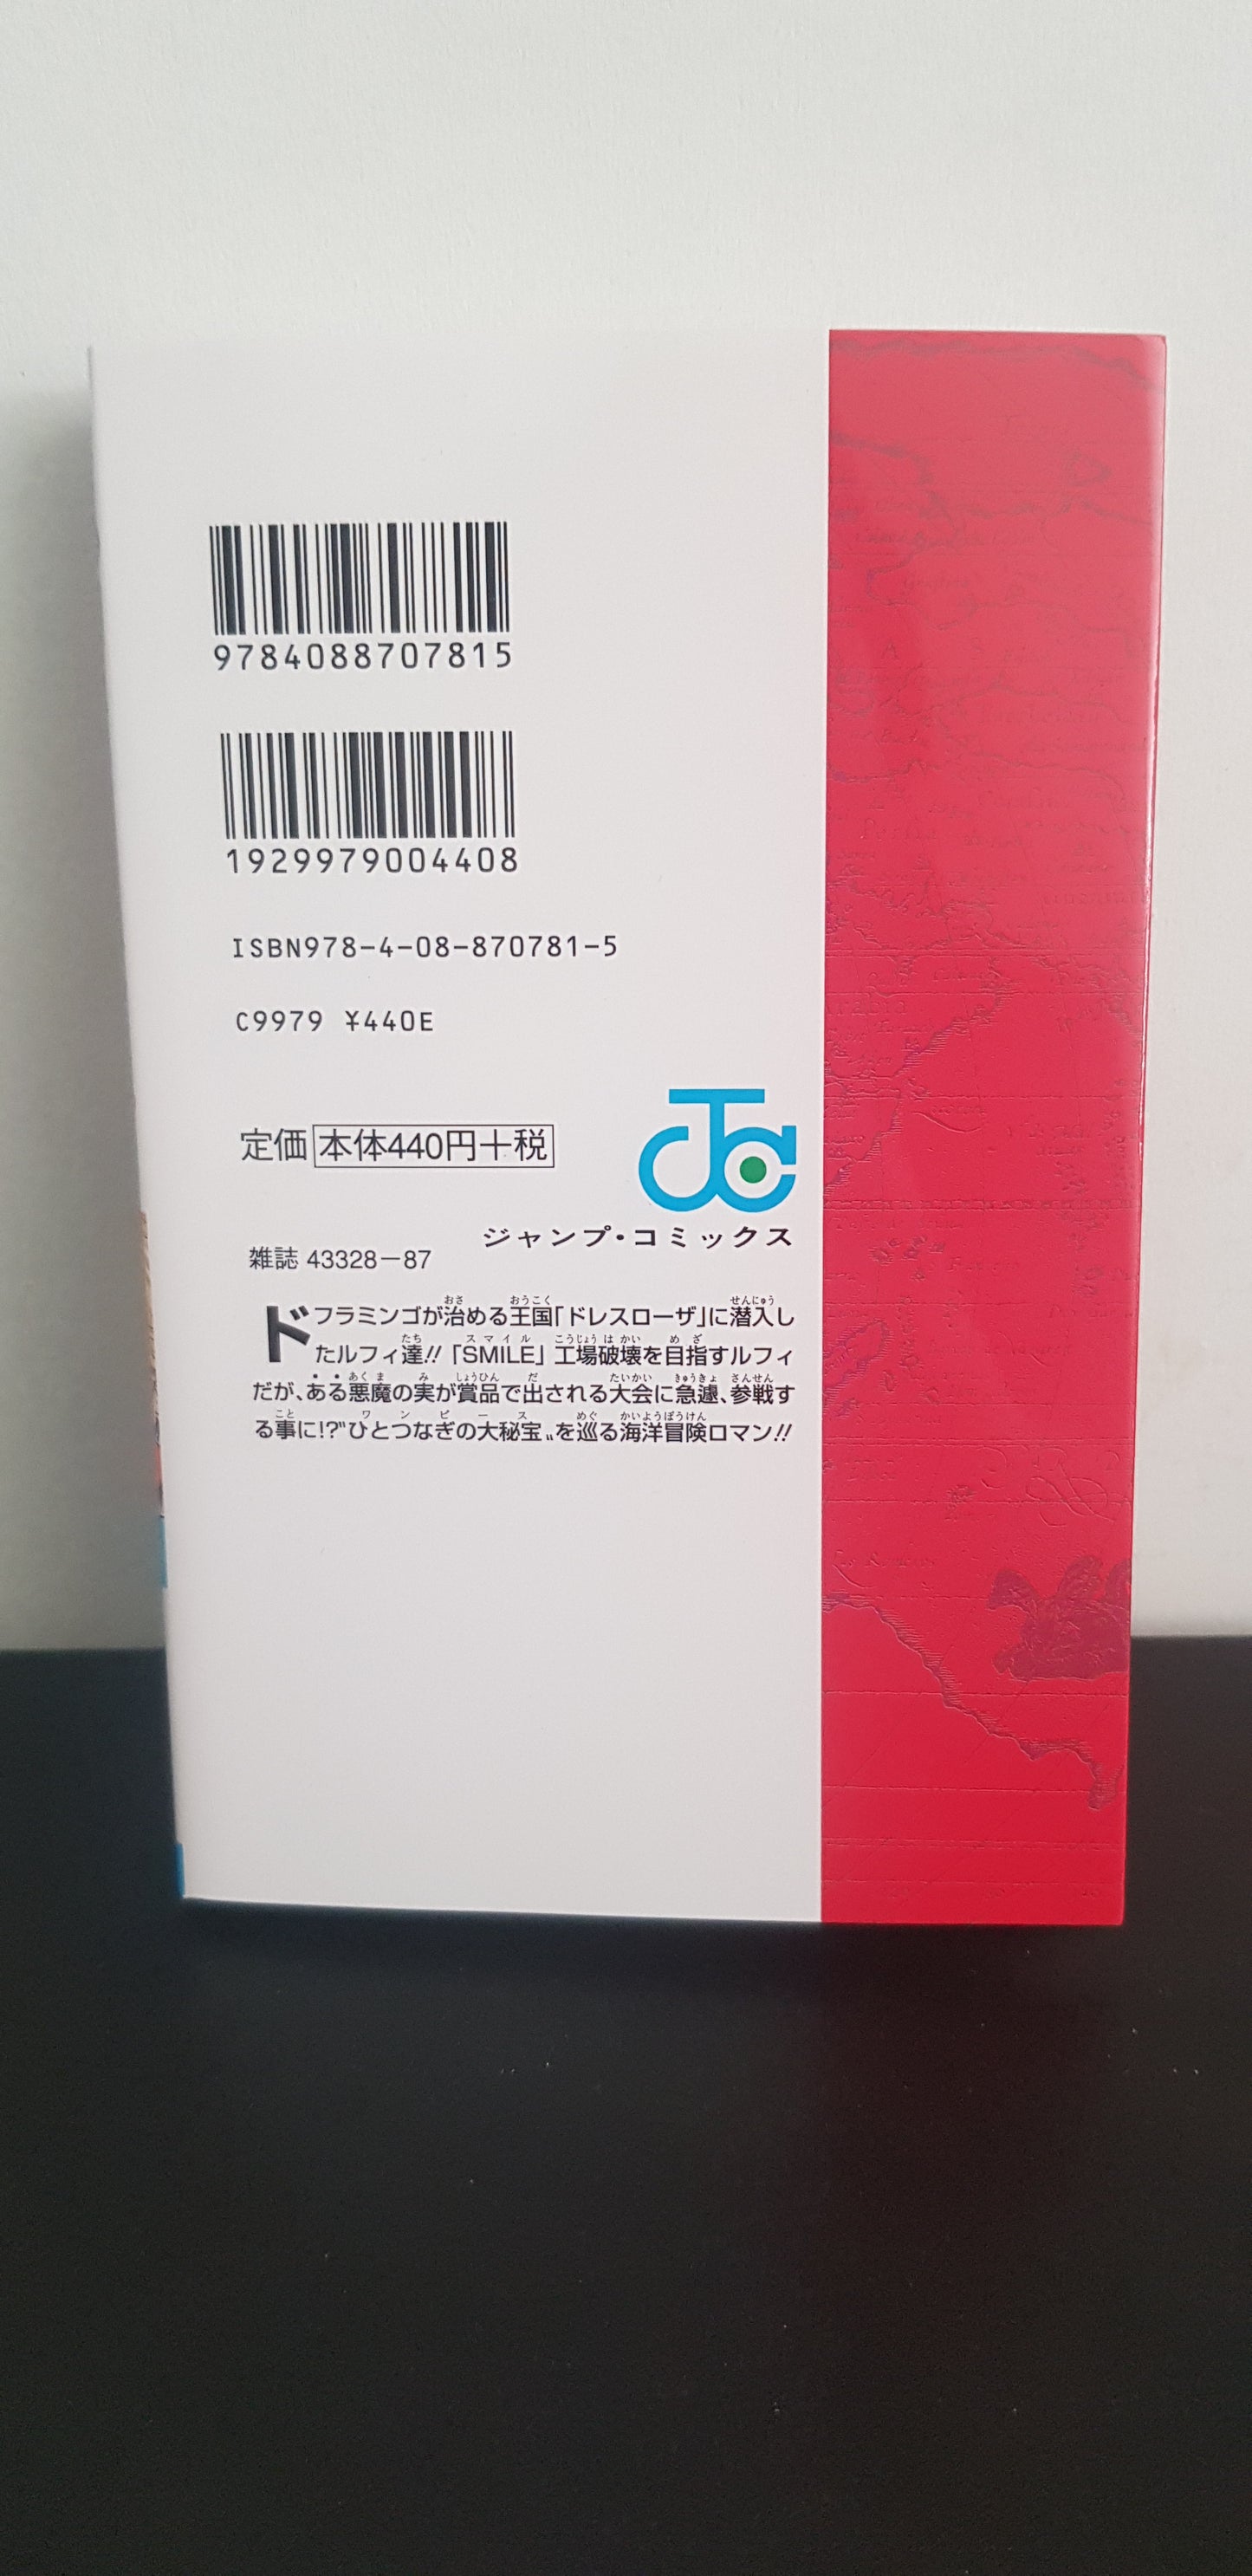 9784088707815
1929979004408
ISBN978-4-08-870781-5
C9979 ¥440E
定価 本体440円+税
ジャンプ・コミックス
雑誌 43328-87
ドフラミンゴが治める王国「ドレスローザ」に潜入し
たルフィ達!!「SMILE」工場破壊を目指すルフィ
だが、ある悪魔の実が賞品で出される大会に急遽、参戦す
る事に!?〝ひとつなぎの大秘宝〟を巡る海洋冒険ロマン!!